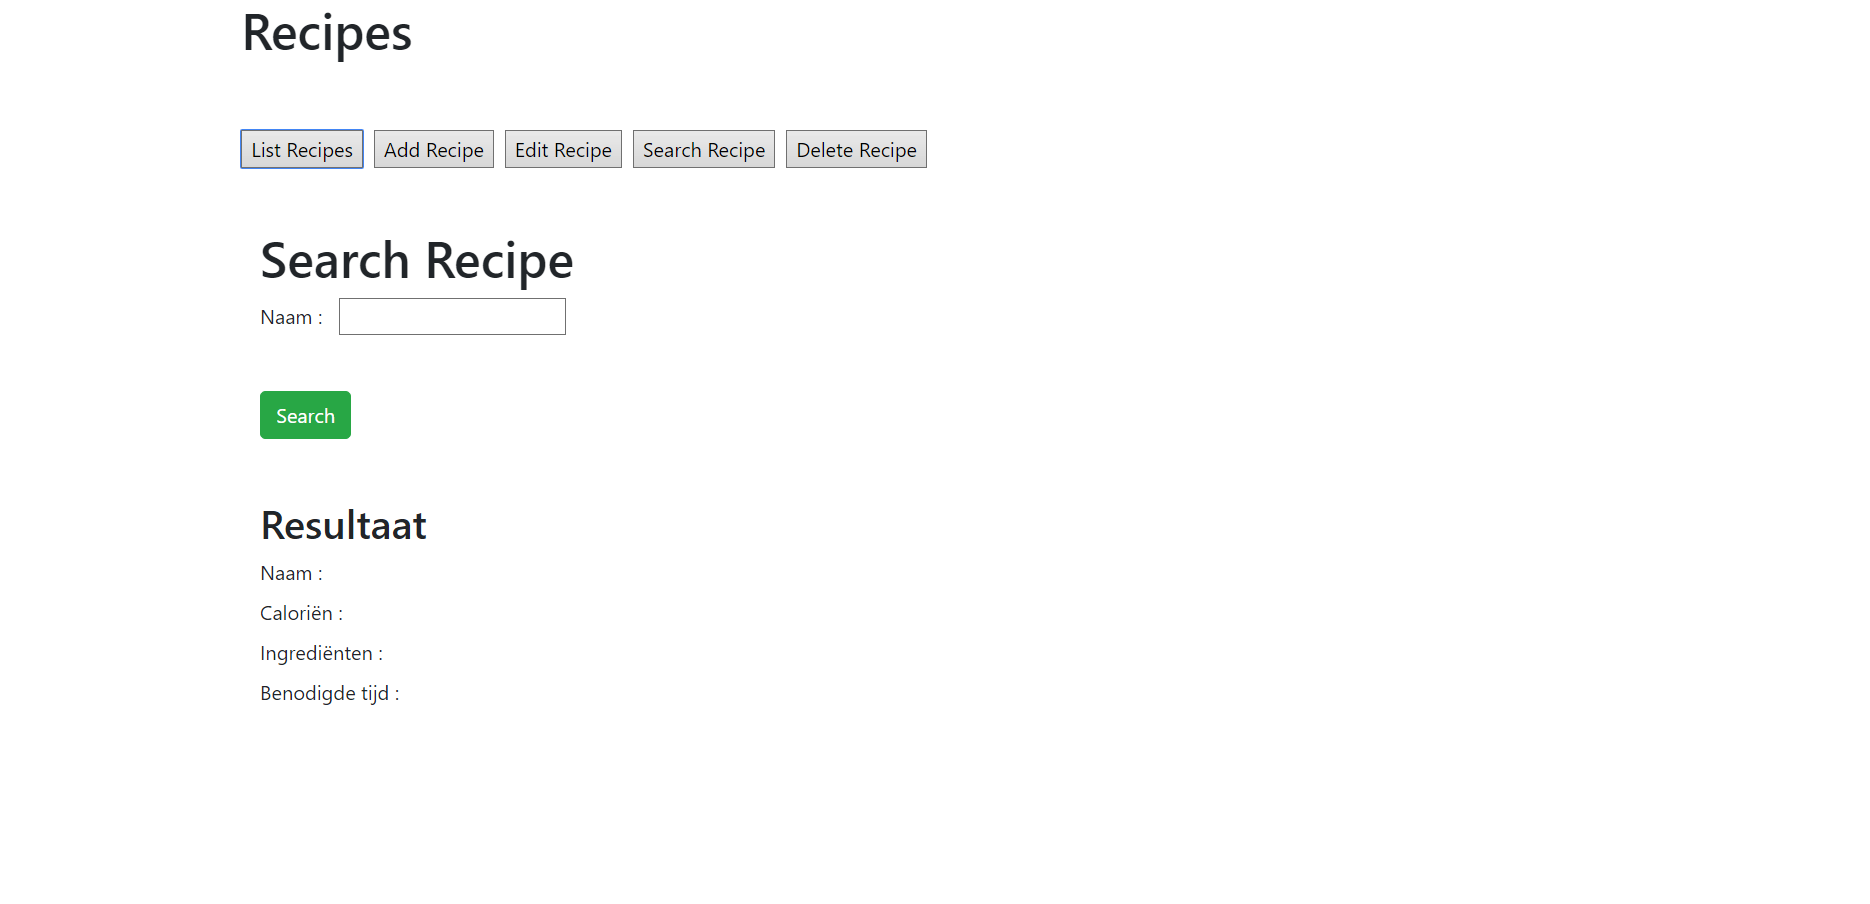 Recipes
List Recipes Add Recipe Edit Recipe Search Recipe Delete Recipe
Search Recipe
Naam :
Search
Resultaat
Naam :
Caloriën :
Ingrediënten :
Benodigde tijd :